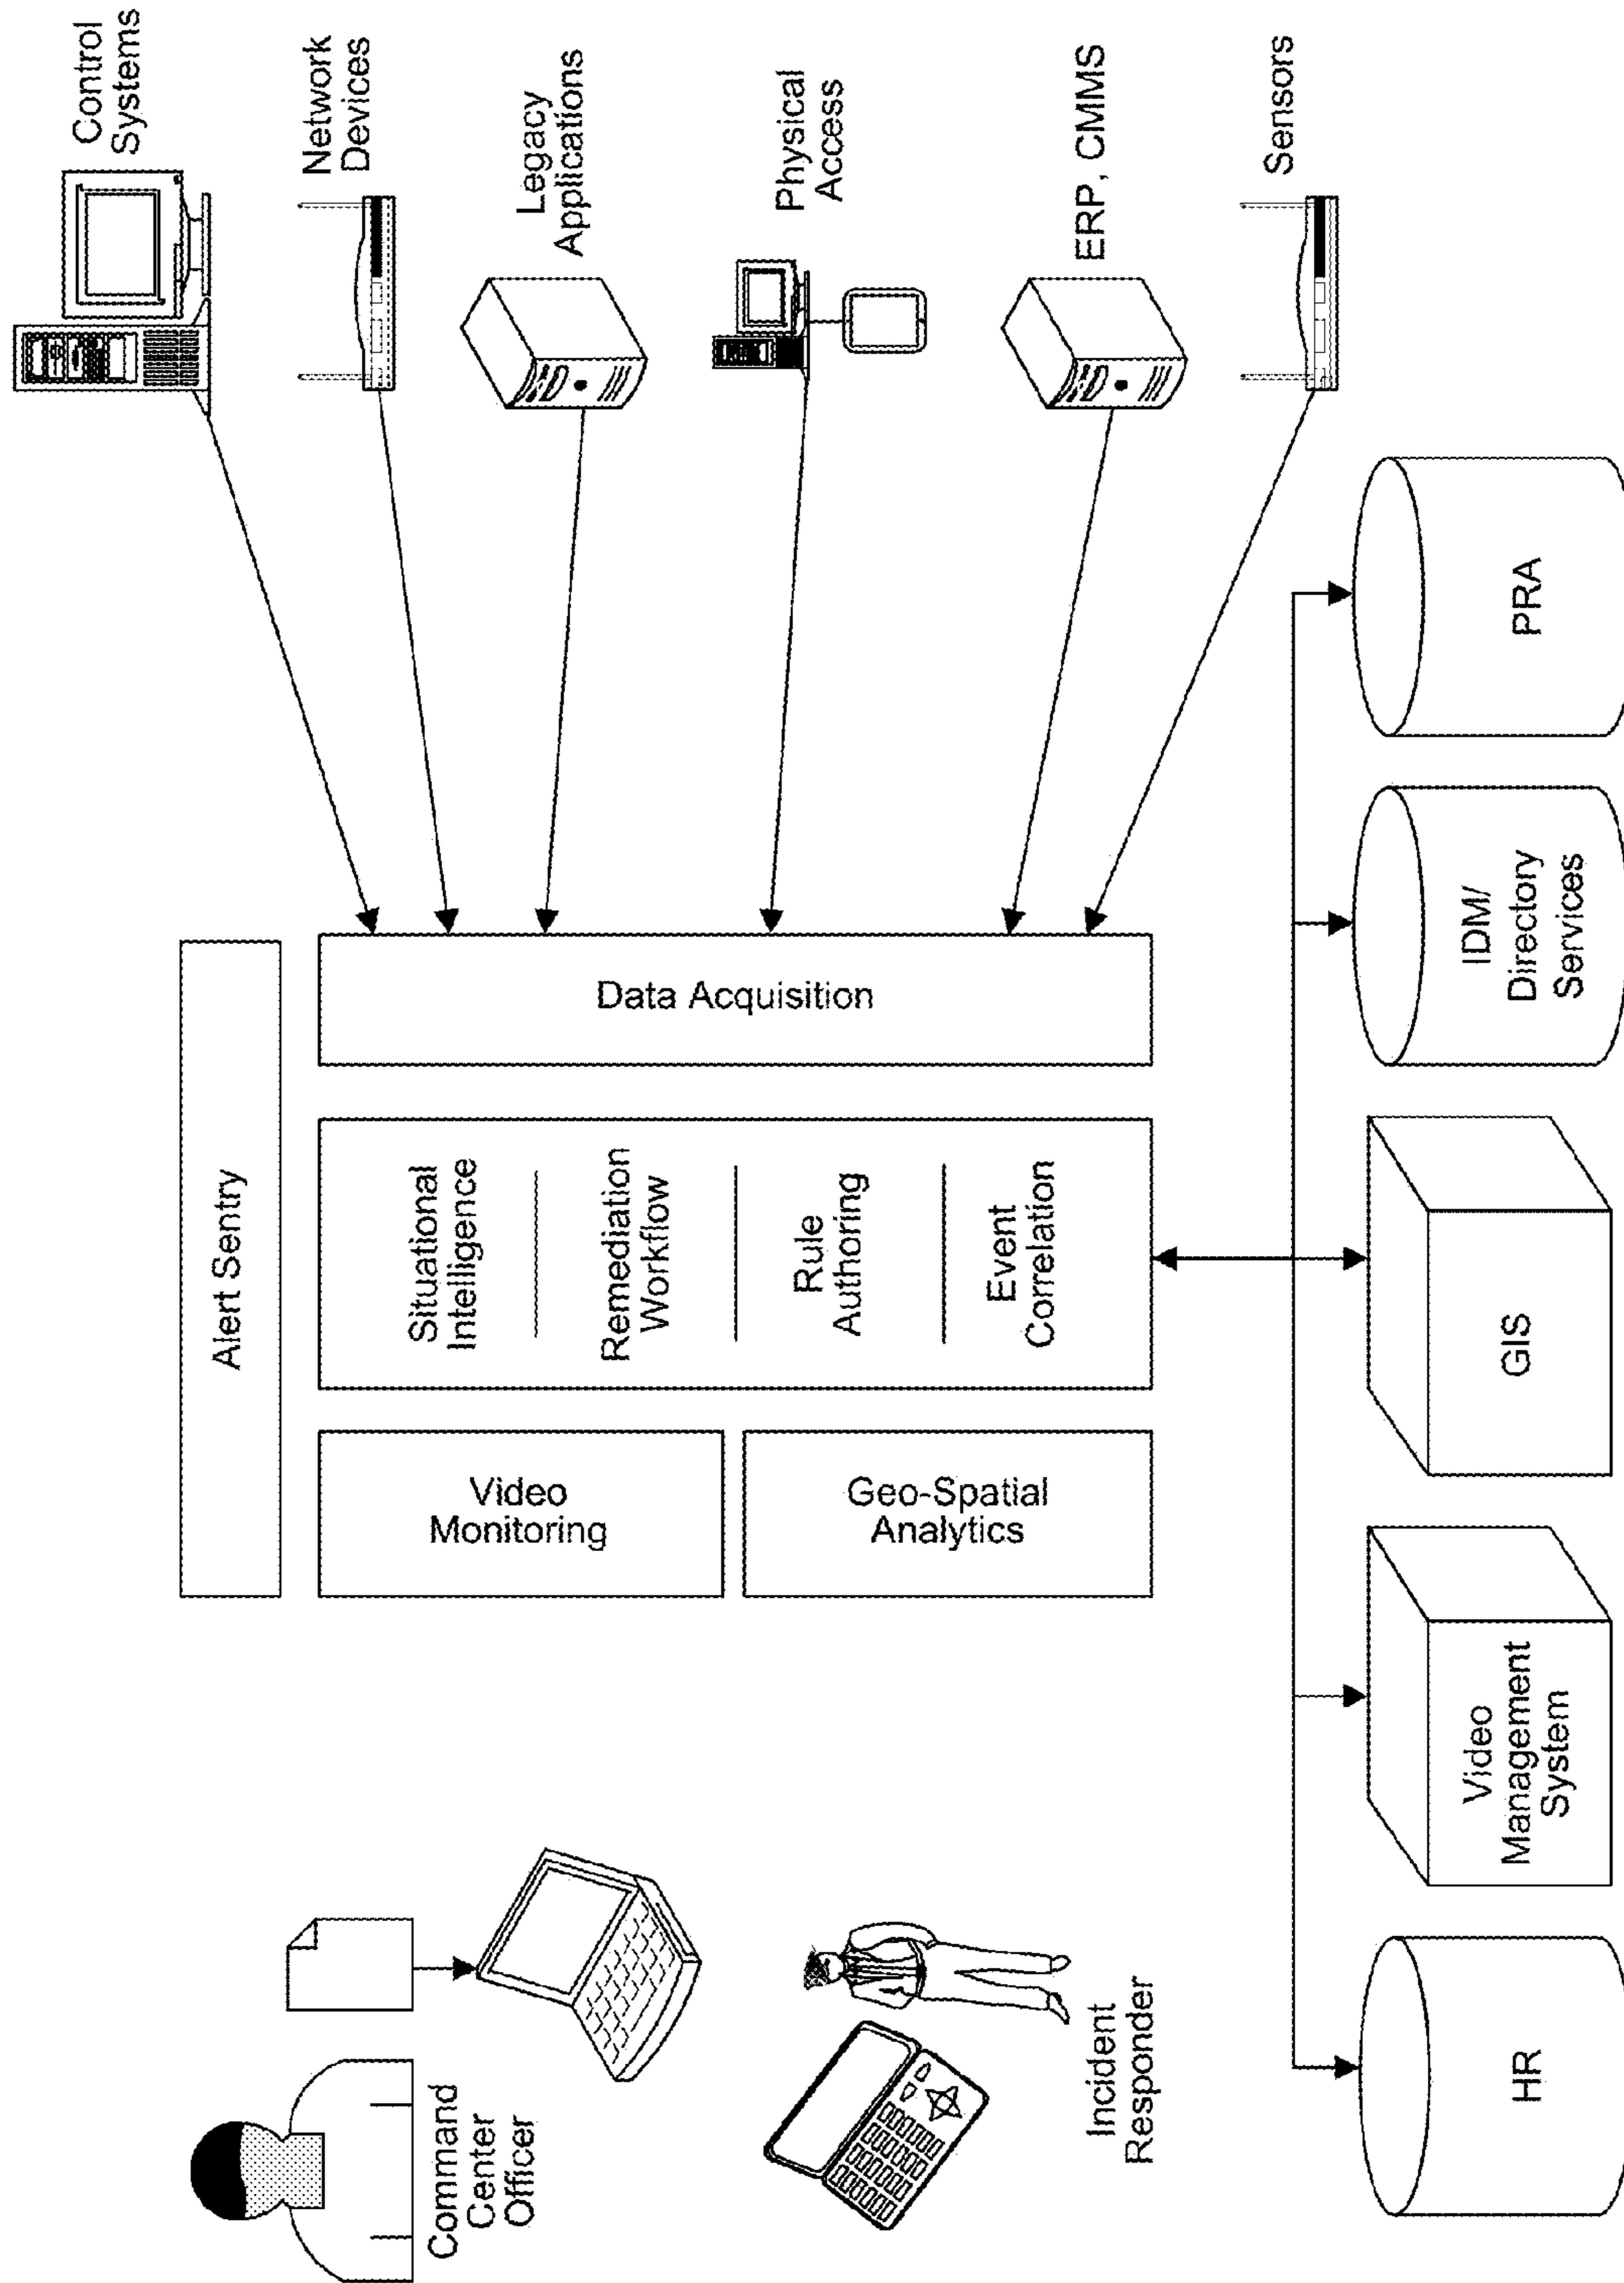 Alert Sentry
Command
Center
Officer
Incident
Responder
Video
Monitoring
Geo-Spatial
Analytics
Situational
Intelligence
Remediation
Workflow
Rule
Authoring
Event
Correlation
Data Acquisition
Control
Systems
Network
Devices
Legacy
Applications
Physical
Access
ERP, CMMS
Sensors
HR
Video
Management
System
GIS
IDM/
Directory
Services
PRA